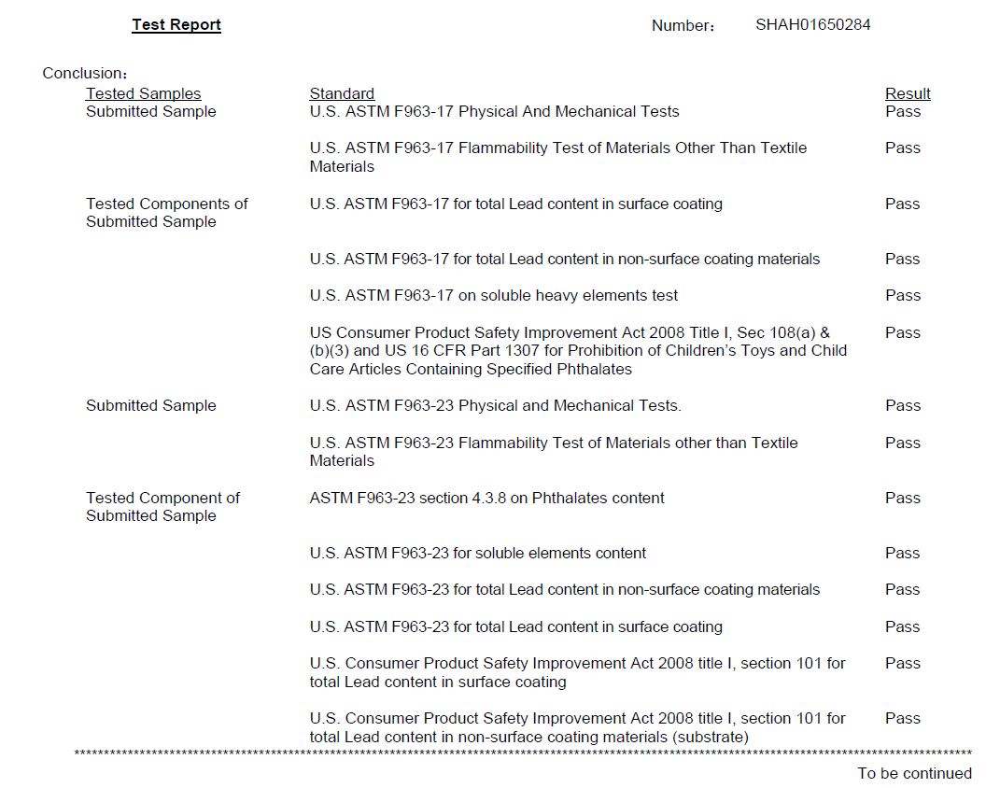 Test Report Number： SHAH01650284
Conclusion：
Tested Samples Standard Result
Submitted Sample U.S. ASTM F963-17 Physical And Mechanical Tests Pass
U.S. ASTM F963-17 Flammability Test of Materials Other Than Textile Pass
Materials
Tested Components of U.S. ASTM F963-17 for total Lead content in surface coating Pass
Submitted Sample
U.S. ASTM F963-17 for total Lead content in non-surface coating materials Pass
U.S. ASTM F963-17 on soluble heavy elements test Pass
US Consumer Product Safety Improvement Act 2008 Title I, Sec 108(a) & Pass
(b)(3) and US 16 CFR Part 1307 for Prohibition of Children’s Toys and Child
Care Articles Containing Specified Phthalates
Submitted Sample U.S. ASTM F963-23 Physical and Mechanical Tests. Pass
U.S. ASTM F963-23 Flammability Test of Materials other than Textile Pass
Materials
Tested Component of ASTM F963-23 section 4.3.8 on Phthalates content Pass
Submitted Sample
U.S. ASTM F963-23 for soluble elements content Pass
U.S. ASTM F963-23 for total Lead content in non-surface coating materials Pass
U.S. ASTM F963-23 for total Lead content in surface coating Pass
U.S. Consumer Product Safety Improvement Act 2008 title I, section 101 for Pass
total Lead content in surface coating
U.S. Consumer Product Safety Improvement Act 2008 title I, section 101 for Pass
total Lead content in non-surface coating materials (substrate)
****************************************************************************************************************************************************************
To be continued